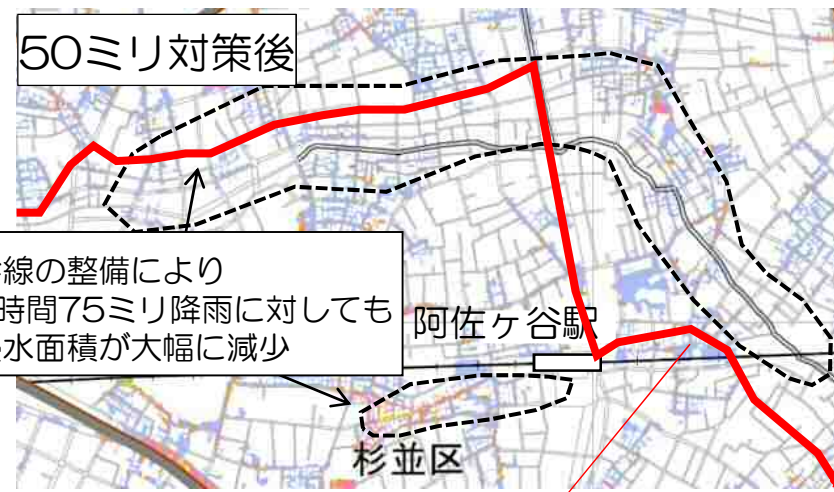 50ミリ対策後
線の整備により
時間75ミリ降雨に対しても
水面積が大幅に減少
阿佐ヶ谷駅
杉並区